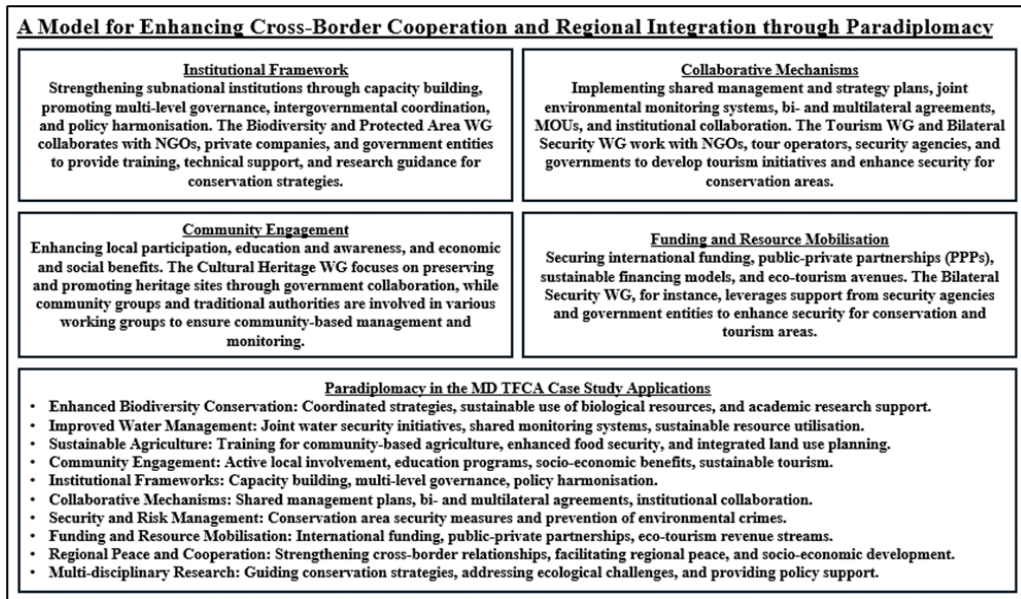 A Model for Enhancing Cross-Border Cooperation and Regional Integration through Paradiplomacy
Institutional Framework
Strengthening subnational institutions through capacity building,
promoting multi-level governance, intergovernmental coordination,
and policy harmonisation. The Biodiversity and Protected Area WG
collaborates with NGOs, private companies, and government entities
to provide training, technical support, and research guidance for
conservation strategies.
Collaborative Mechanisms
Implementing shared management and strategy plans, joint
environmental monitoring systems, bi- and multilateral agreements,
MOUs, and institutional collaboration. The Tourism WG and Bilateral
Security WG work with NGOs, tour operators, security agencies, and
governments to develop tourism initiatives and enhance security for
conservation areas.
Community Engagement
Enhancing local participation, education and awareness, and economic
and social benefits. The Cultural Heritage WG focuses on preserving
and promoting heritage sites through government collaboration, while
community groups and traditional authorities are involved in various
working groups to ensure community-based management and
monitoring.
Funding and Resource Mobilisation
Securing international funding, public-private partnerships (PPPs),
sustainable financing models, and eco-tourism avenues. The Bilateral
Security WG, for instance, leverages support from security agencies
and government entities to enhance security for conservation and
tourism areas.
Paradiplomacy in the MD TFCA Case Study Applications
• Enhanced Biodiversity Conservation: Coordinated strategies, sustainable use of biological resources, and academic research support.
• Improved Water Management: Joint water security initiatives, shared monitoring systems, sustainable resource utilisation.
• Sustainable Agriculture: Training for community-based agriculture, enhanced food security, and integrated land use planning.
• Community Engagement: Active local involvement, education programs, socio-economic benefits, sustainable tourism.
• Institutional Frameworks: Capacity building, multi-level governance, policy harmonisation.
• Collaborative Mechanisms: Shared management plans, bi- and multilateral agreements, institutional collaboration.
• Security and Risk Management: Conservation area security measures and prevention of environmental crimes.
• Funding and Resource Mobilisation: International funding, public-private partnerships, eco-tourism revenue streams.
• Regional Peace and Cooperation: Strengthening cross-border relationships, facilitating regional peace, and socio-economic development.
• Multi-disciplinary Research: Guiding conservation strategies, addressing ecological challenges, and providing policy support.